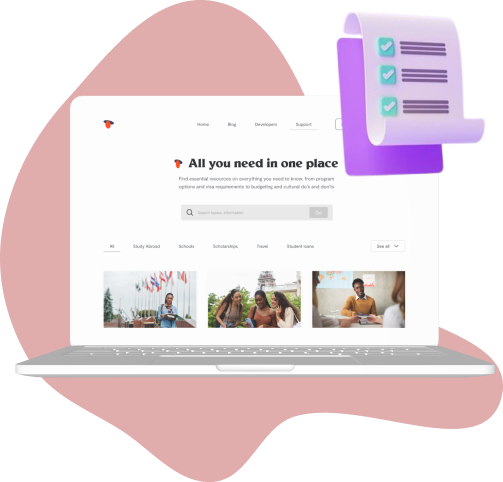 Home Blog Developers Support
All you need in one place
Find essential resources on everything you need to know, from program
options and visa requirements to budgeting and cultural do's and don'ts
Search topics, information
Go
All Study Abroad Schools Scholarships Travel Student loans See all